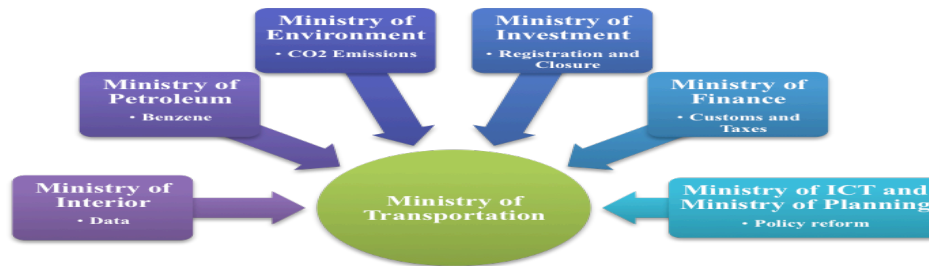 Ministry of
Environment
• CO2 Emissions
Ministry of
Investment
• Registration and
Closure
Ministry of
Petroleum
• Benzene
Ministry of
Finance
• Customs and
Taxes
Ministry of
Interior
• Data
Ministry of
Transportation
Ministry of ICT and
Ministry of Planning
• Policy reform